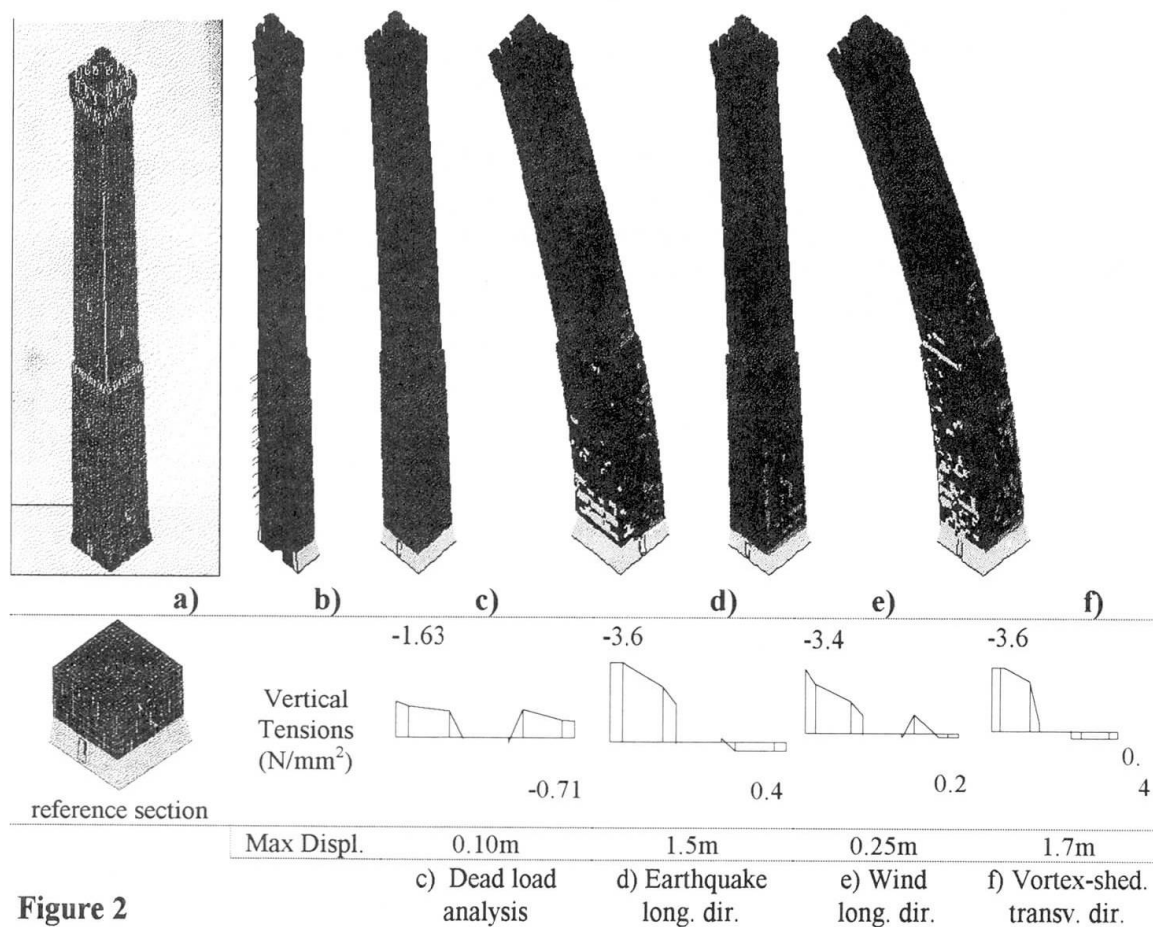 a) b) c) d) e) f)
-1.63 -3.6 -3.4 -3.6
Vertical
Tensions
(N/mm²)
-0.71 0.4 0.2 0.
4
reference section
Max Displ. 0.10m 1.5m 0.25m 1.7m
c) Dead load d) Earthquake e) Wind f) Vortex-shed.
analysis long. dir. long. dir. transv. dir.
Figure 2